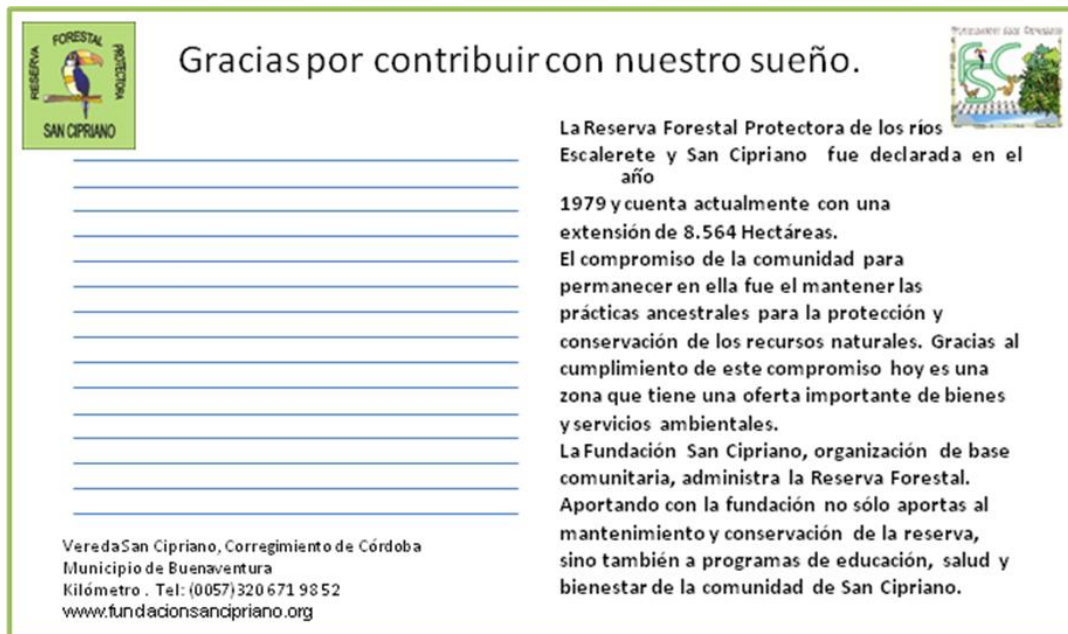 RESERVA FORESTAL PROTECTORA
SAN CIPRIANO
Gracias por contribuir con nuestro sueño.
Fundación San Cipriano
FSC
La Reserva Forestal Protectora de los ríos
Escalerete y San Cipriano fue declarada en el
año
1979 y cuenta actualmente con una
extensión de 8.564 Hectáreas.
El compromiso de la comunidad para
permanecer en ella fue el mantener las
prácticas ancestrales para la protección y
conservación de los recursos naturales. Gracias al
cumplimiento de este compromiso hoy es una
zona que tiene una oferta importante de bienes
y servicios ambientales.
La Fundación San Cipriano, organización de base
comunitaria, administra la Reserva Forestal.
Aportando con la fundación no sólo aportas al
mantenimiento y conservación de la reserva,
sino también a programas de educación, salud y
bienestar de la comunidad de San Cipriano.
Vereda San Cipriano, Corregimiento de Córdoba
Municipio de Buenaventura
Kilómetro . Tel: (0057) 320 671 98 52
www.fundacionsancipriano.org